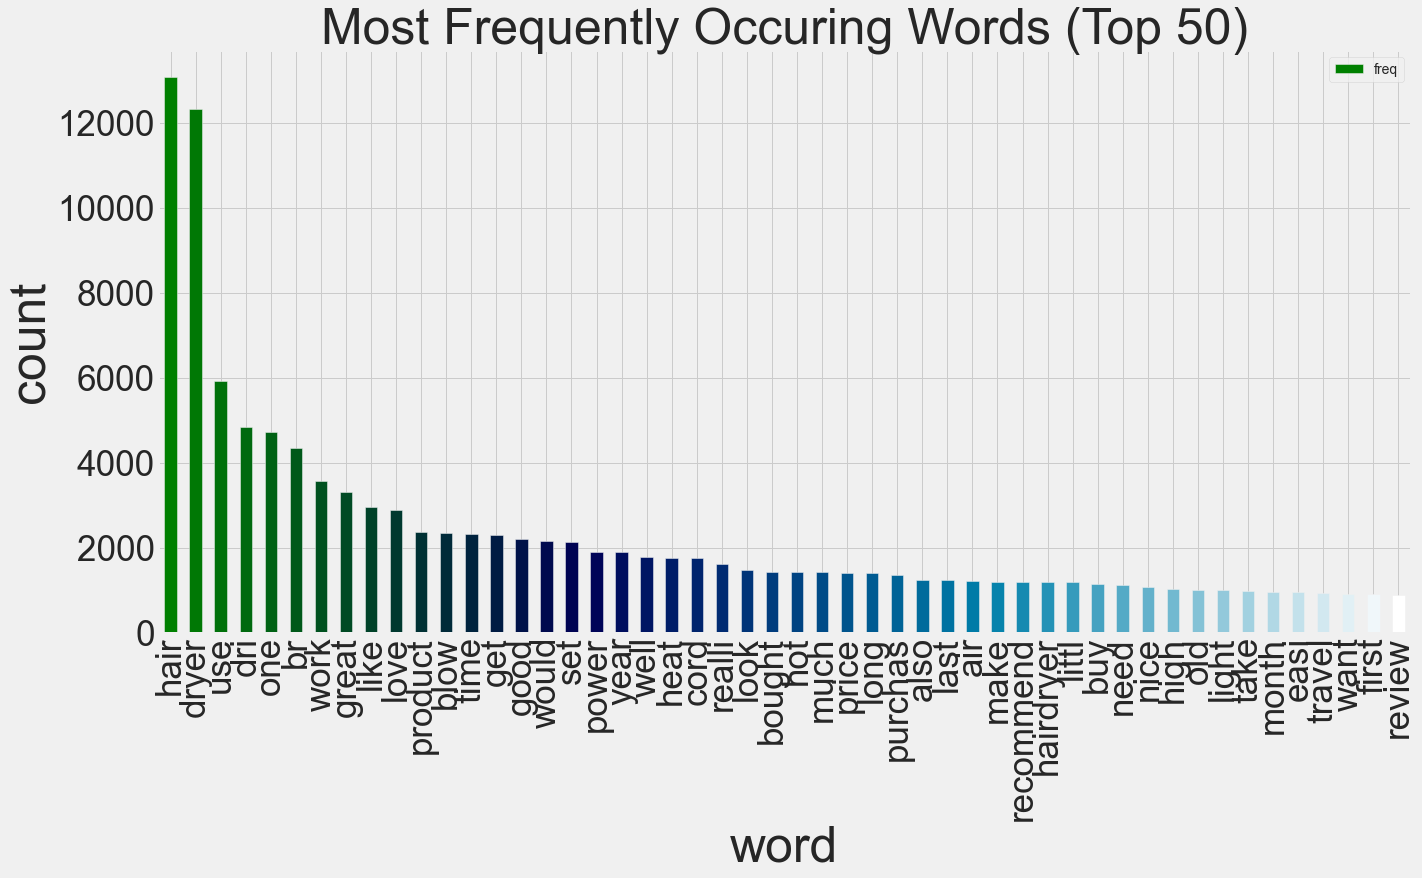 Most Frequently Occuring Words (Top 50)
freq
count
12000
10000
8000
6000
4000
2000
0
hair
dryer
use
dri
one
br
work
great
like
love
product
blow
time
get
good
would
set
power
year
well
heat
cord
realli
look
bought
hot
much
price
long
purchas
also
last
air
make
recommend
hairdryer
littl
buy
need
nice
high
old
light
take
month
easi
travel
want
first
review
word